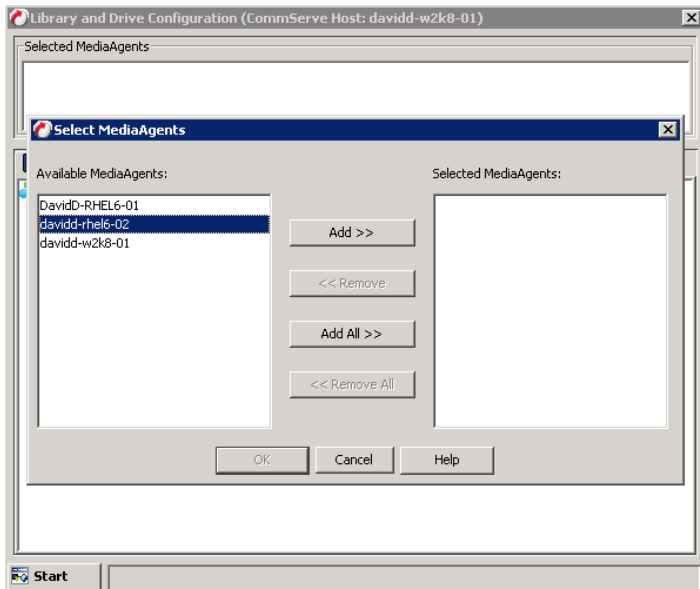 Library and Drive Configuration (CommServe Host: davidd-w2k8-01)
Selected MediaAgents
Select MediaAgents
Available MediaAgents:
Selected MediaAgents:
DavidD-RHEL6-01
davidd-rhel6-02
davidd-w2k8-01
Add >>
<< Remove
Add All >>
<< Remove All
OK
Cancel
Help
Start